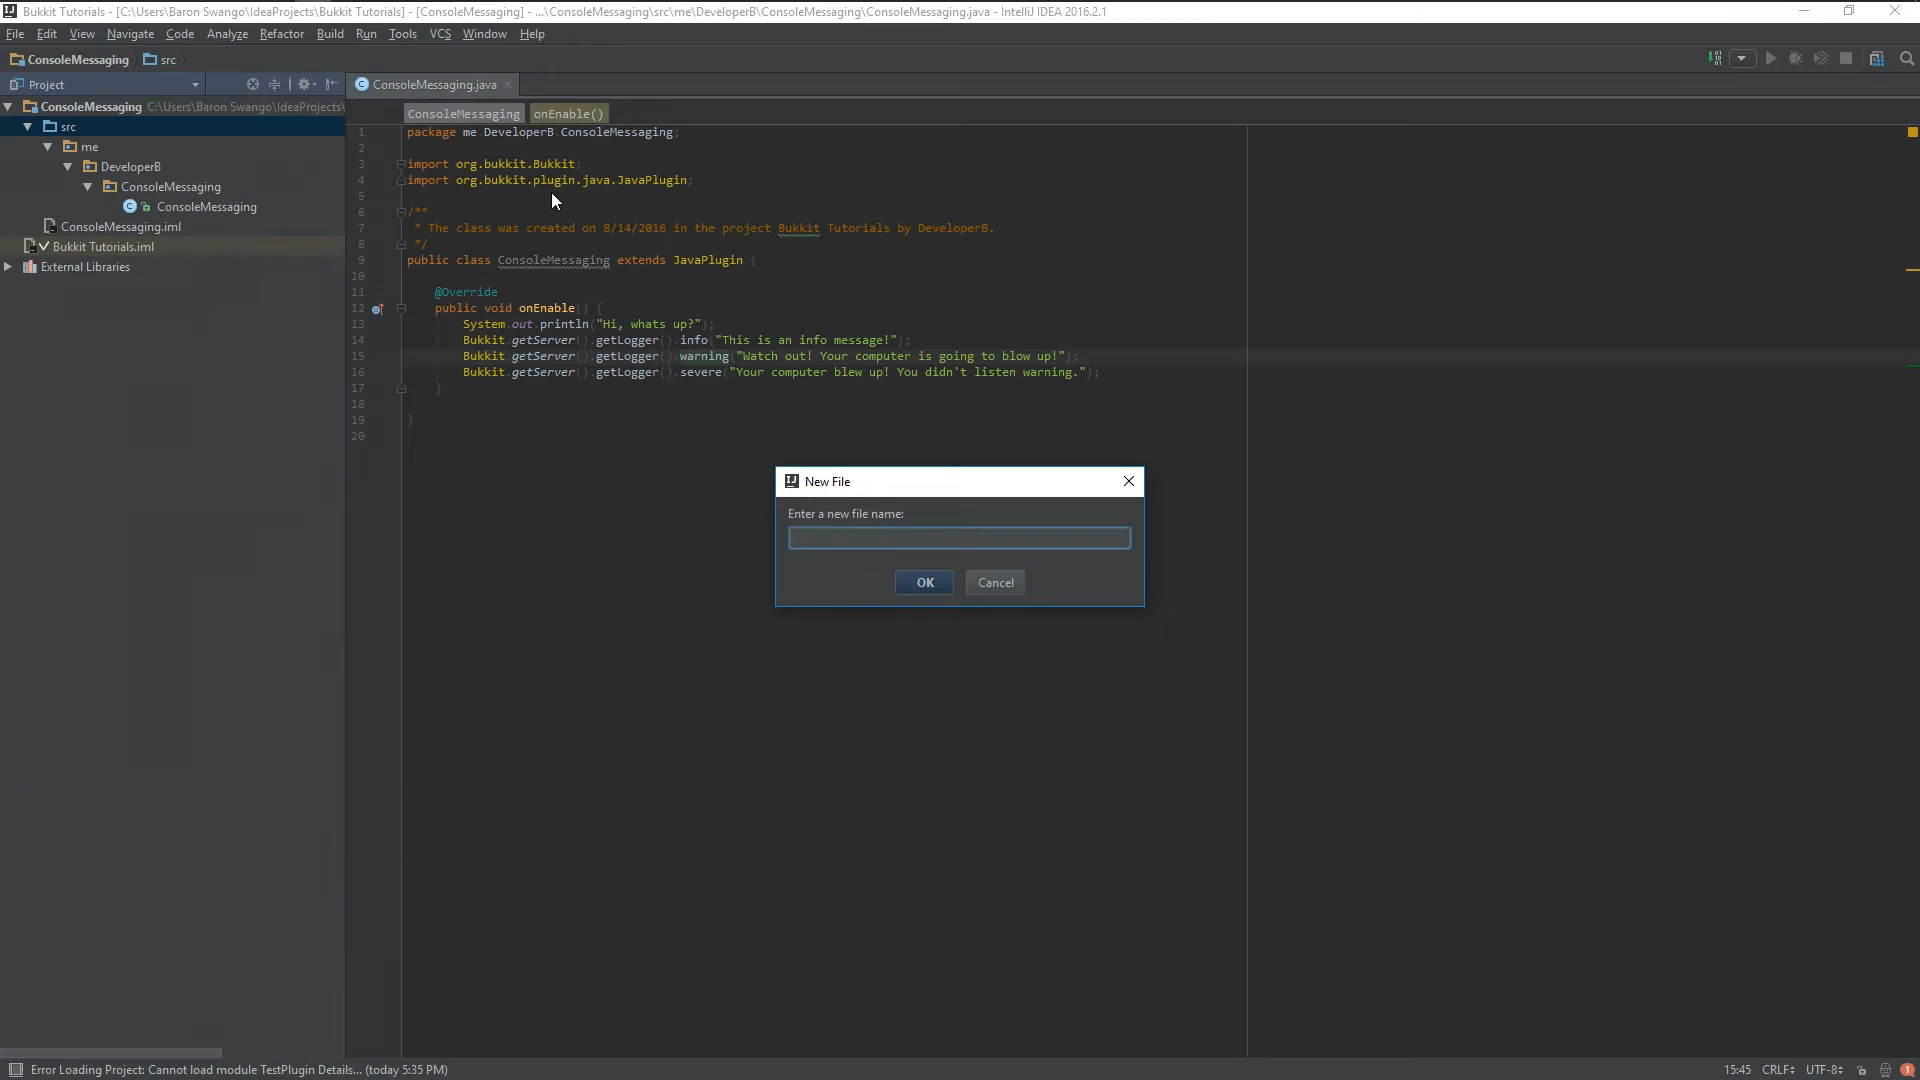 Bukkit Tutorials - [C:\Users\Baron Swango\IdeaProjects\Bukkit Tutorials] - [ConsoleMessaging] - ...\ConsoleMessaging\src\me\DeveloperB\ConsoleMessaging\ConsoleMessaging.java - IntelliJ IDEA 2016.2.1
File Edit View Navigate Code Analyze Refactor Build Run Tools VCS Window Help
ConsoleMessaging src
Project
ConsoleMessaging.java
ConsoleMessaging C:\Users\Baron Swango\IdeaProjects\
src
me
DeveloperB
ConsoleMessaging
ConsoleMessaging
ConsoleMessaging.iml
Bukkit Tutorials.iml
External Libraries
ConsoleMessaging onEnable()
1 package me.DeveloperB.ConsoleMessaging;
2
3 import org.bukkit.Bukkit;
4 import org.bukkit.plugin.java.JavaPlugin;
5
6 /**
7 * The class was created on 8/14/2016 in the project Bukkit Tutorials by DeveloperB.
8 */
9 public class ConsoleMessaging extends JavaPlugin {
10
11 @Override
12 public void onEnable() {
13 System.out.println("Hi, whats up?");
14 Bukkit.getServer().getLogger().info("This is an info message!");
15 Bukkit.getServer().getLogger().warning("Watch out! Your computer is going to blow up!");
16 Bukkit.getServer().getLogger().severe("Your computer blew up! You didn't listen warning.");
17 }
18
19 }
20
New File
Enter a new file name:
OK Cancel
Error Loading Project: Cannot load module TestPlugin Details... (today 5:35 PM)
15:45 CRLF UTF-8 1